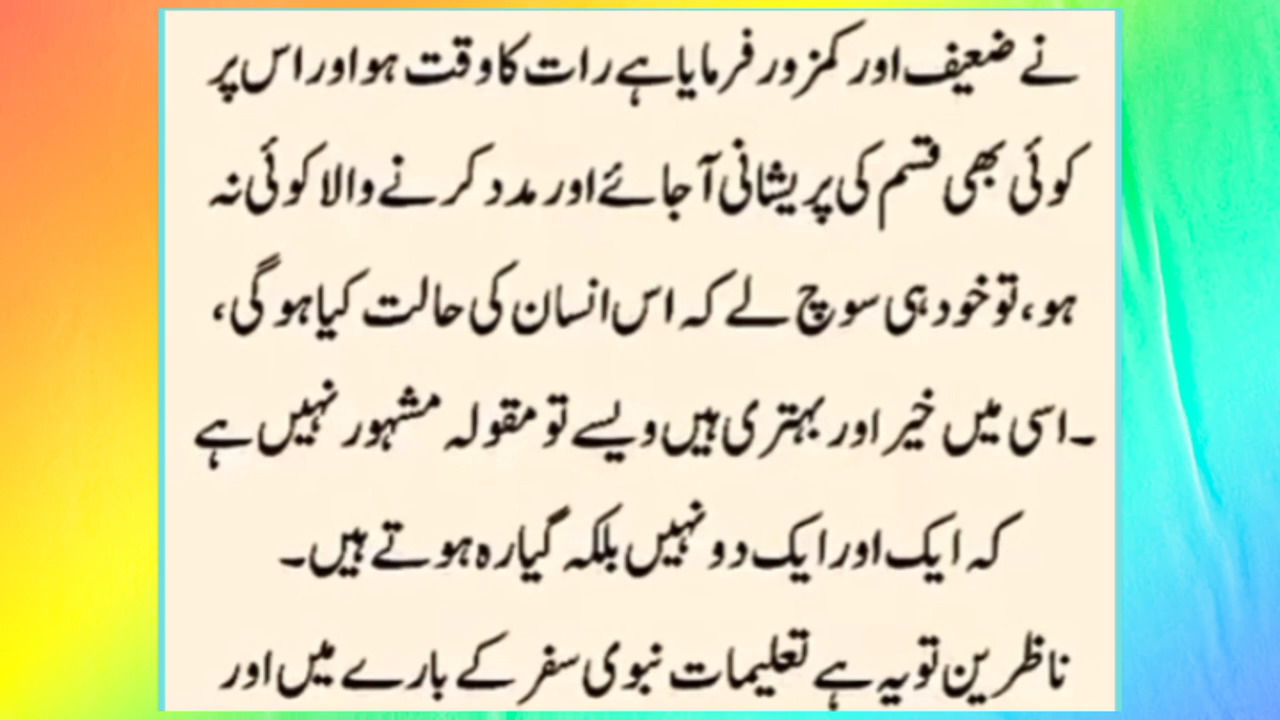 نے ضعیف اور کمزور فرمایا ہے رات کا وقت ہو اور اس پر
کوئی بھی قسم کی پریشانی آ جائے اور مدد کرنے والا کوئی نہ
ہو، تو خود ہی سوچ لے کہ اس انسان کی حالت کیا ہو گی،
۔اسی میں خیر اور بہتری ہیں ویسے تو مقولہ مشہور نہیں ہے
کہ ایک اور ایک دو نہیں بلکہ گیارہ ہوتے ہیں۔
ناظرین تو یہ ہے تعلیمات نبوی سفر کے بارے میں اور